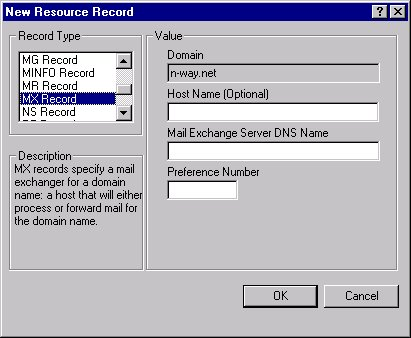 New Resource Record
Record Type
MG Record
MINFO Record
MR Record
MX Record
NS Record
Description
MX records specify a mail
exchanger for a domain
name: a host that will either
process or forward mail for
the domain name.
Value
Domain
n-way.net
Host Name (Optional)
Mail Exchange Server DNS Name
Preference Number
OK
Cancel